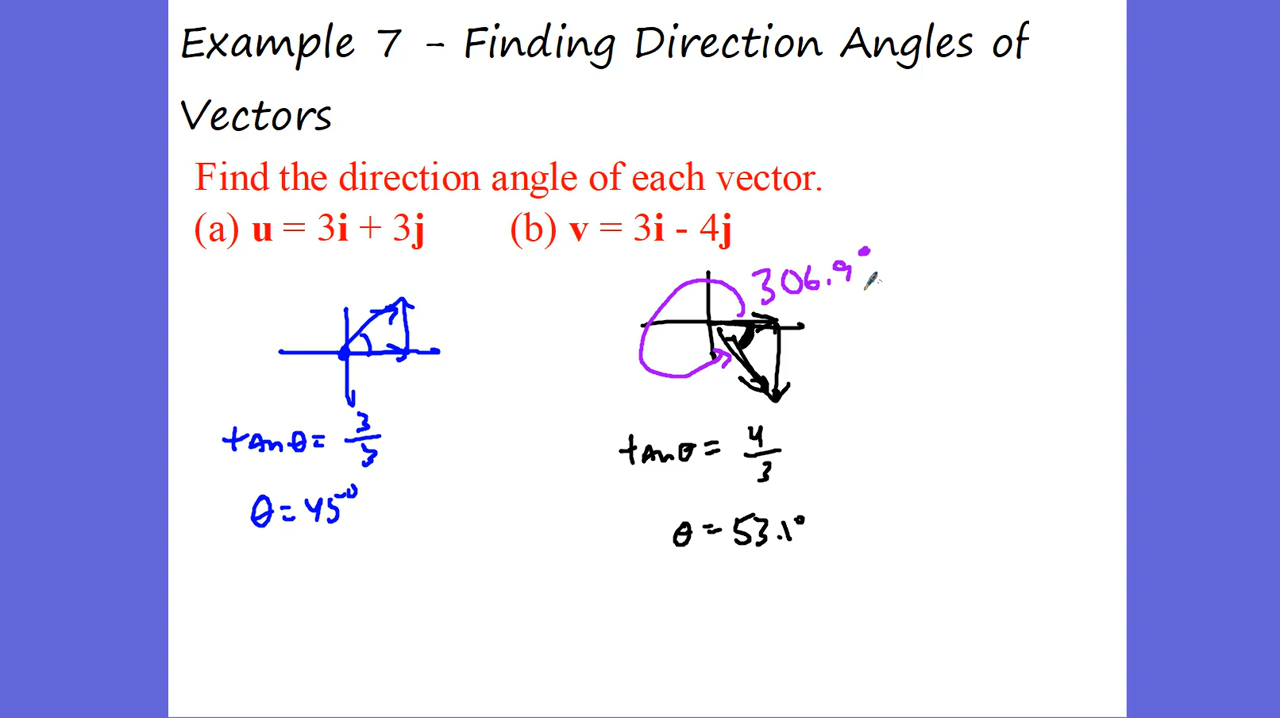 Example 7 - Finding Direction Angles of
Vectors
Find the direction angle of each vector.
(a) u = 3i + 3j (b) v = 3i - 4j
306.9°
tanθ = 3/3
tanθ = 4/3
θ = 45°
θ = 53.1°